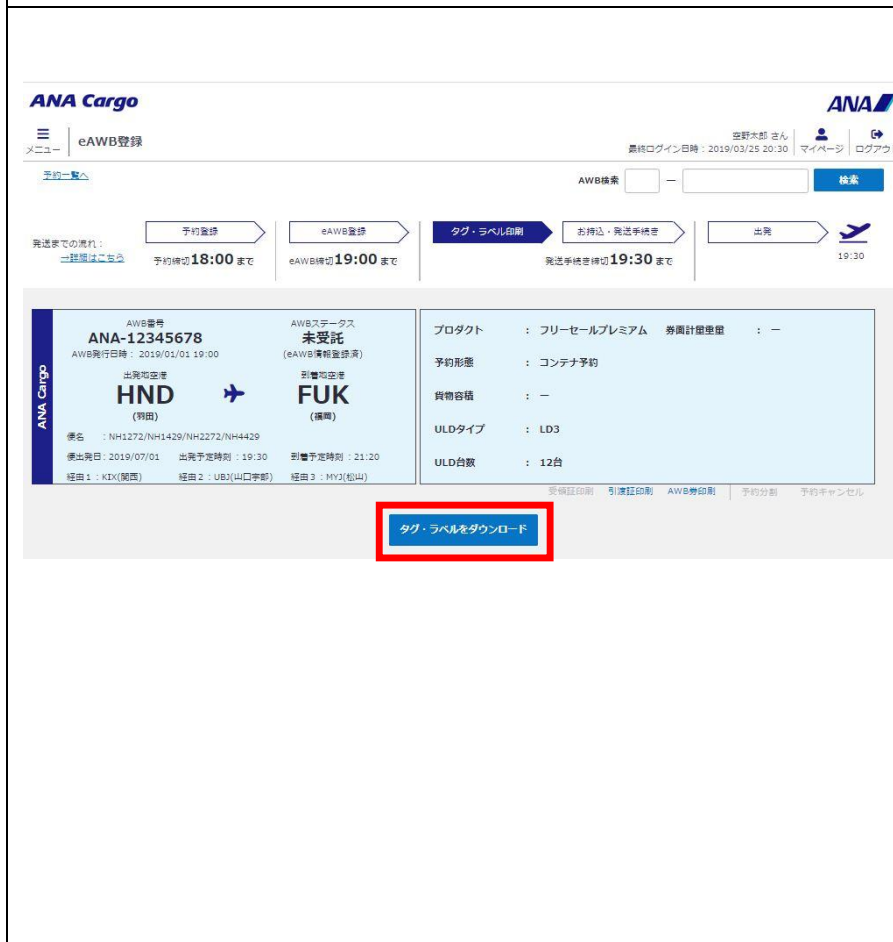 ANA Cargo
ANA
メニュー
eAWB登録
空野太郎 さん
最終ログイン日時：2019/03/25 20:30
マイページ
ログアウ
予約一覧へ
AWB検索
－
検索
発送までの流れ：
→詳細はこちら
予約登録
予約締切18:00 まで
eAWB登録
eAWB締切19:00 まで
タグ・ラベル印刷
お持込・発送手続き
発送手続き締切19:30 まで
出発
19:30
ANA Cargo
AWB番号
ANA-12345678
AWB発行日時： 2019/01/01 19:00
AWBステータス
未受託
(eAWB情報登録済)
出発地空港
HND
(羽田)
到着地空港
FUK
(福岡)
便名 ：NH1272/NH1429/NH2272/NH4429
便出発日：2019/07/01 出発予定時刻：19:30 到着予定時刻：21:20
経由1：KIX(関西) 経由2：UBJ(山口宇部) 経由3：MYJ(松山)
プロダクト ： フリーセールプレミアム 券面計量重量 ： －
予約形態 ： コンテナ予約
貨物容積 ： －
ULDタイプ ： LD3
ULD台数 ： 12台
受領証印刷 引渡証印刷 AWB券印刷 予約分割 予約キャンセル
タグ・ラベルをダウンロード